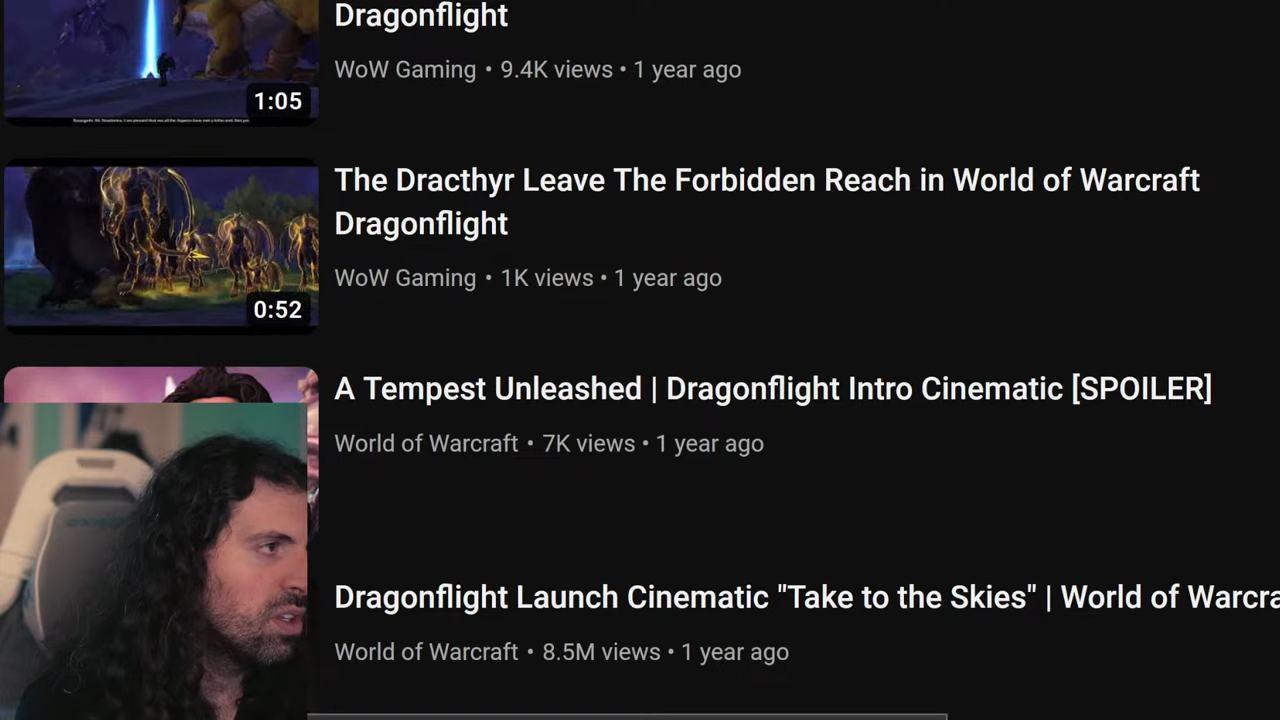 Dragonflight
WoW Gaming • 9.4K views • 1 year ago
1:05
The Dracthyr Leave The Forbidden Reach in World of Warcraft
Dragonflight
WoW Gaming • 1K views • 1 year ago
0:52
A Tempest Unleashed | Dragonflight Intro Cinematic [SPOILER]
World of Warcraft • 7K views • 1 year ago
Dragonflight Launch Cinematic "Take to the Skies" | World of Warcra
World of Warcraft • 8.5M views • 1 year ago